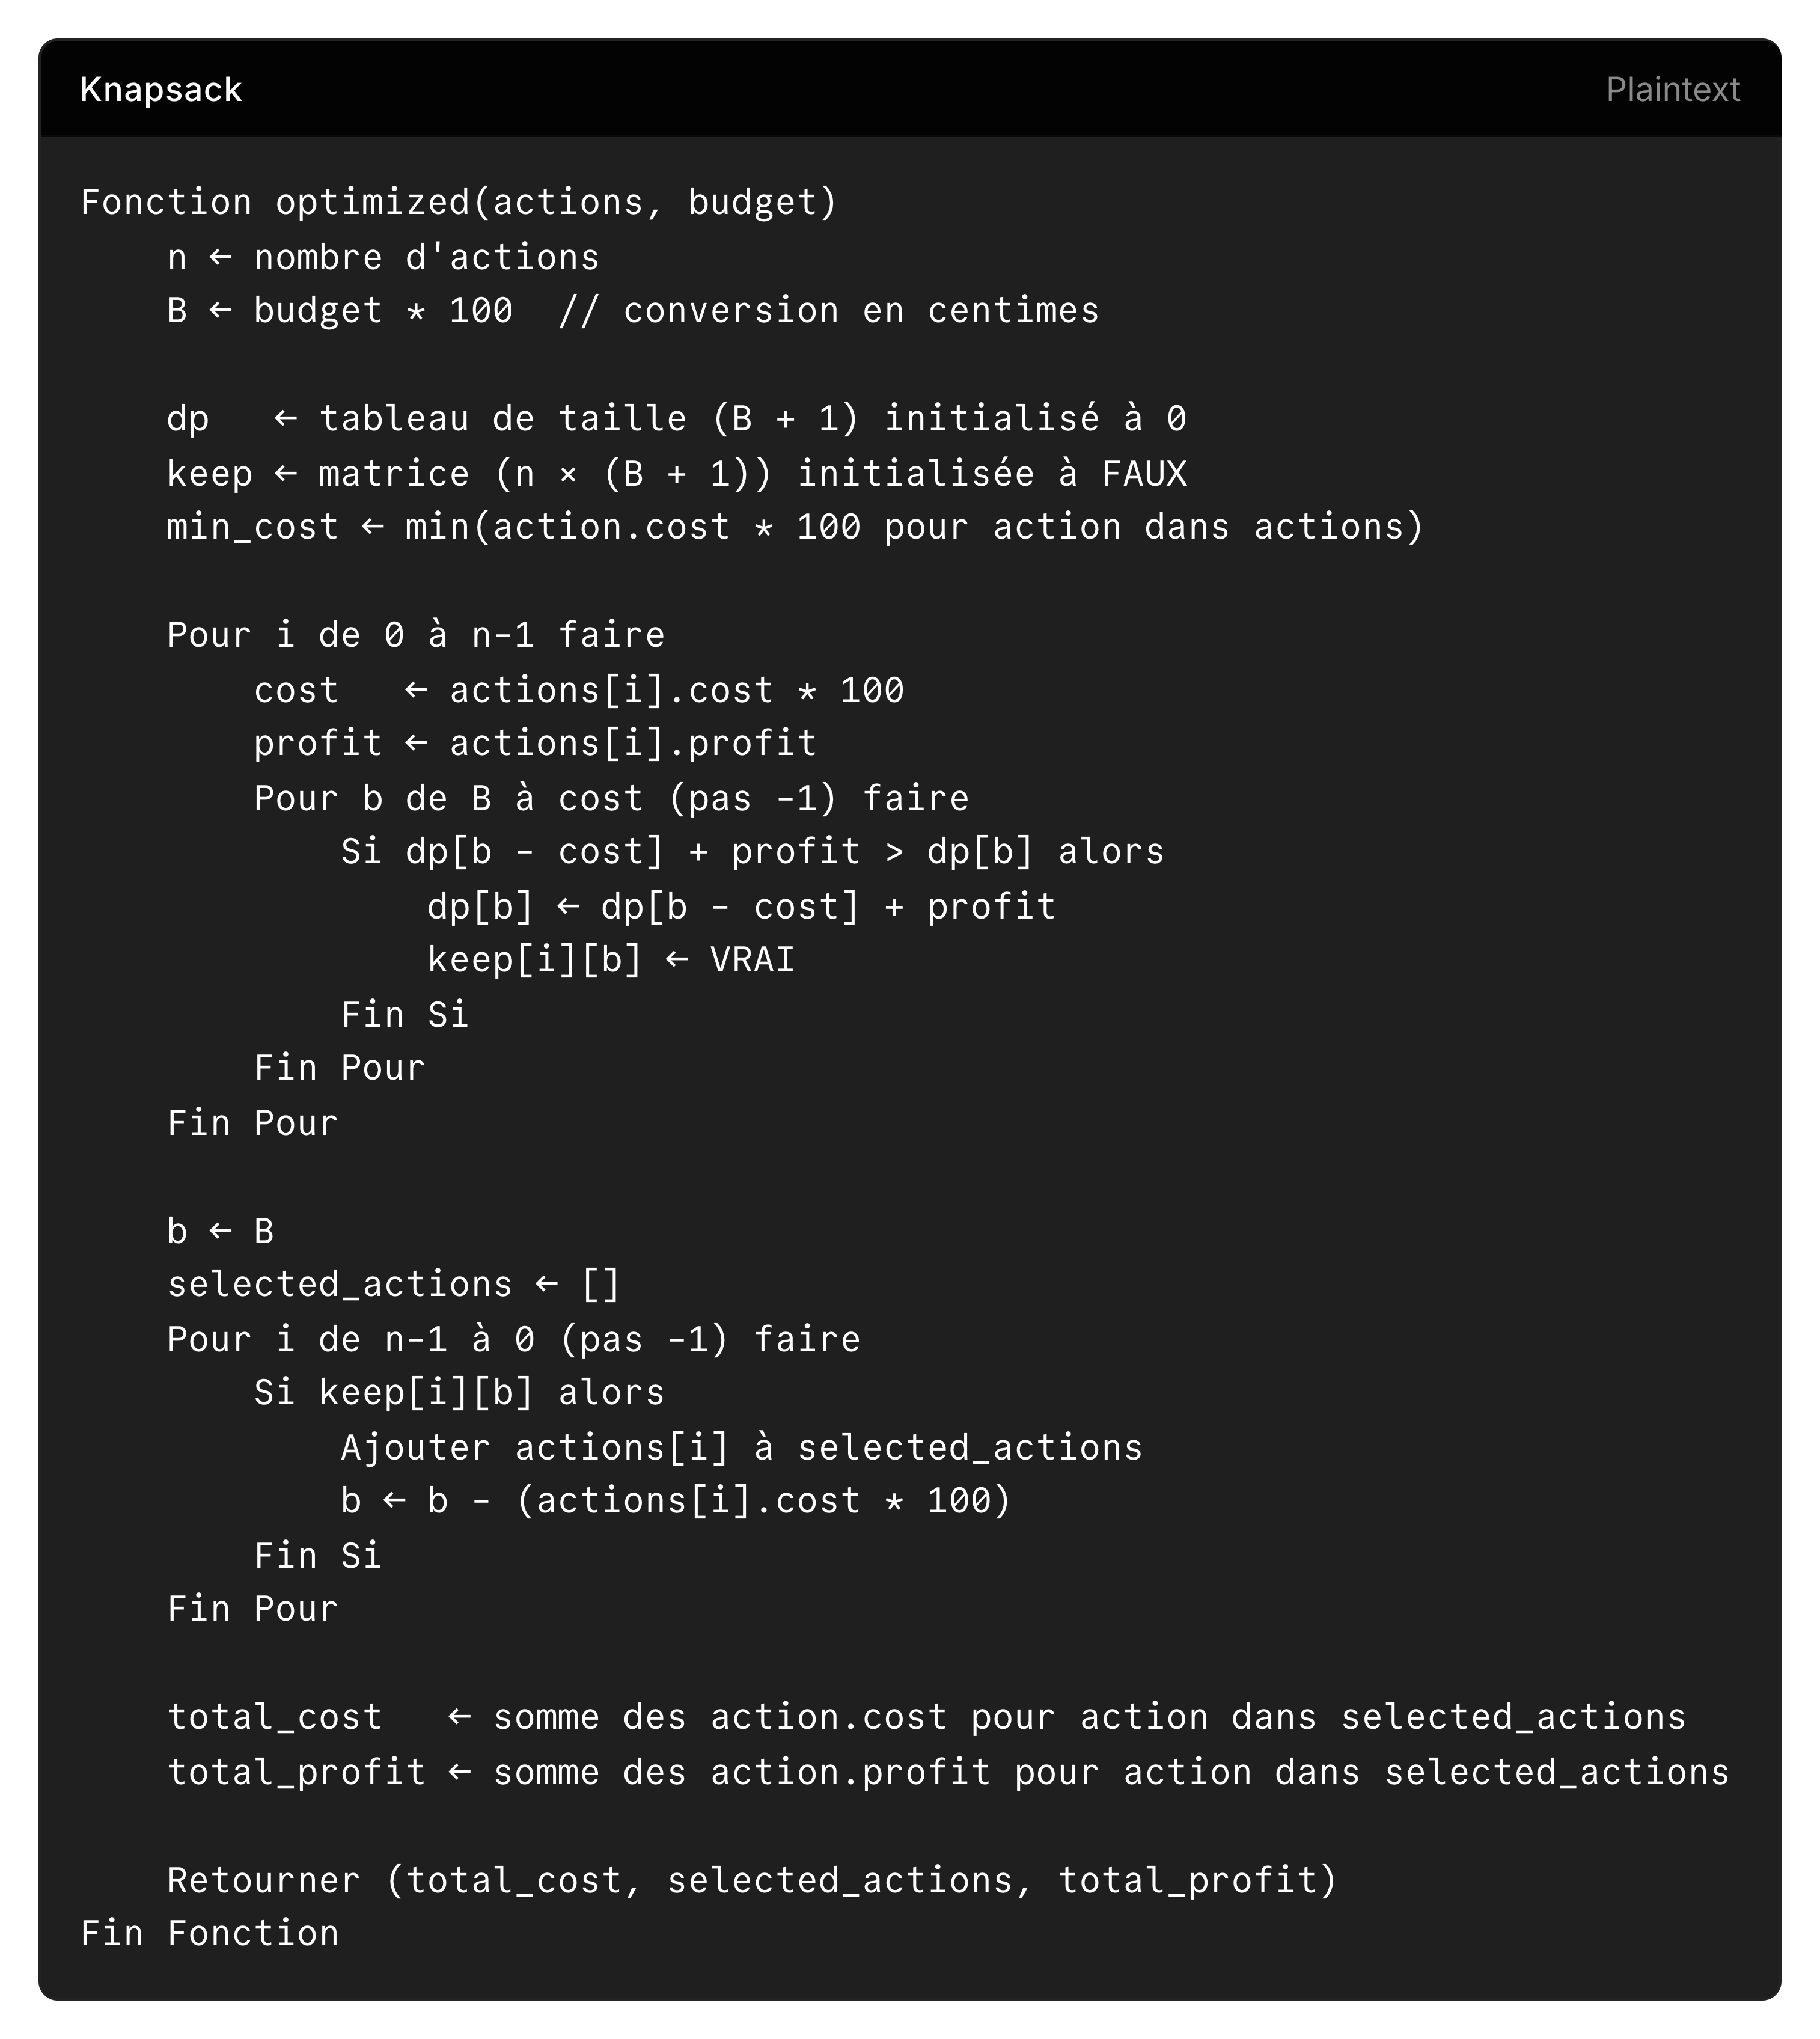 Knapsack
Plaintext
Fonction optimized(actions, budget)
    n ← nombre d'actions
    B ← budget * 100  // conversion en centimes

    dp   ← tableau de taille (B + 1) initialisé à 0
    keep ← matrice (n × (B + 1)) initialisée à FAUX
    min_cost ← min(action.cost * 100 pour action dans actions)

    Pour i de 0 à n-1 faire
        cost   ← actions[i].cost * 100
        profit ← actions[i].profit
        Pour b de B à cost (pas -1) faire
            Si dp[b - cost] + profit > dp[b] alors
                dp[b] ← dp[b - cost] + profit
                keep[i][b] ← VRAI
            Fin Si
        Fin Pour
    Fin Pour

    b ← B
    selected_actions ← []
    Pour i de n-1 à 0 (pas -1) faire
        Si keep[i][b] alors
            Ajouter actions[i] à selected_actions
            b ← b - (actions[i].cost * 100)
        Fin Si
    Fin Pour

    total_cost   ← somme des action.cost pour action dans selected_actions
    total_profit ← somme des action.profit pour action dans selected_actions

    Retourner (total_cost, selected_actions, total_profit)
Fin Fonction